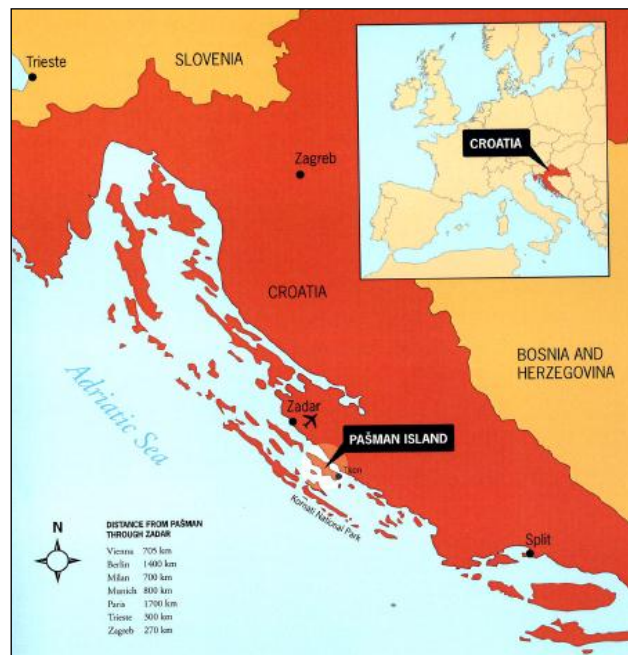 SLOVENIA
Trieste
CROATIA
Zagreb
CROATIA
BOSNIA AND
HERZEGOVINA
Adriatic Sea
Zadar
PAŠMAN ISLAND
Tkon
Kornati National Park
Split
N
DISTANCE FROM PAŠMAN
THROUGH ZADAR
Vienna 705 km
Berlin 1400 km
Milan 700 km
Munich 800 km
Paris 1700 km
Trieste 300 km
Zagreb 270 km